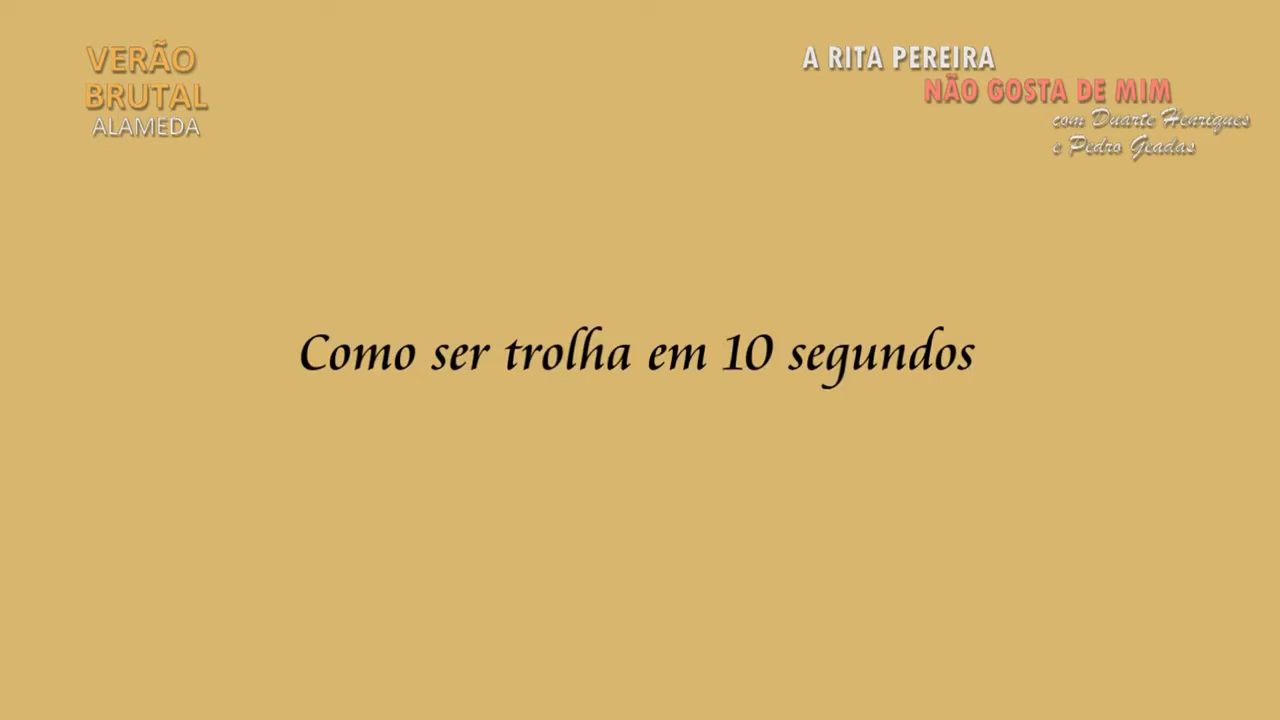 VERÃO
BRUTAL
ALAMEDA
A RITA PEREIRA
NÃO GOSTA DE MIM
com Duarte Henriques
e Pedro Geadas
Como ser trolha em 10 segundos